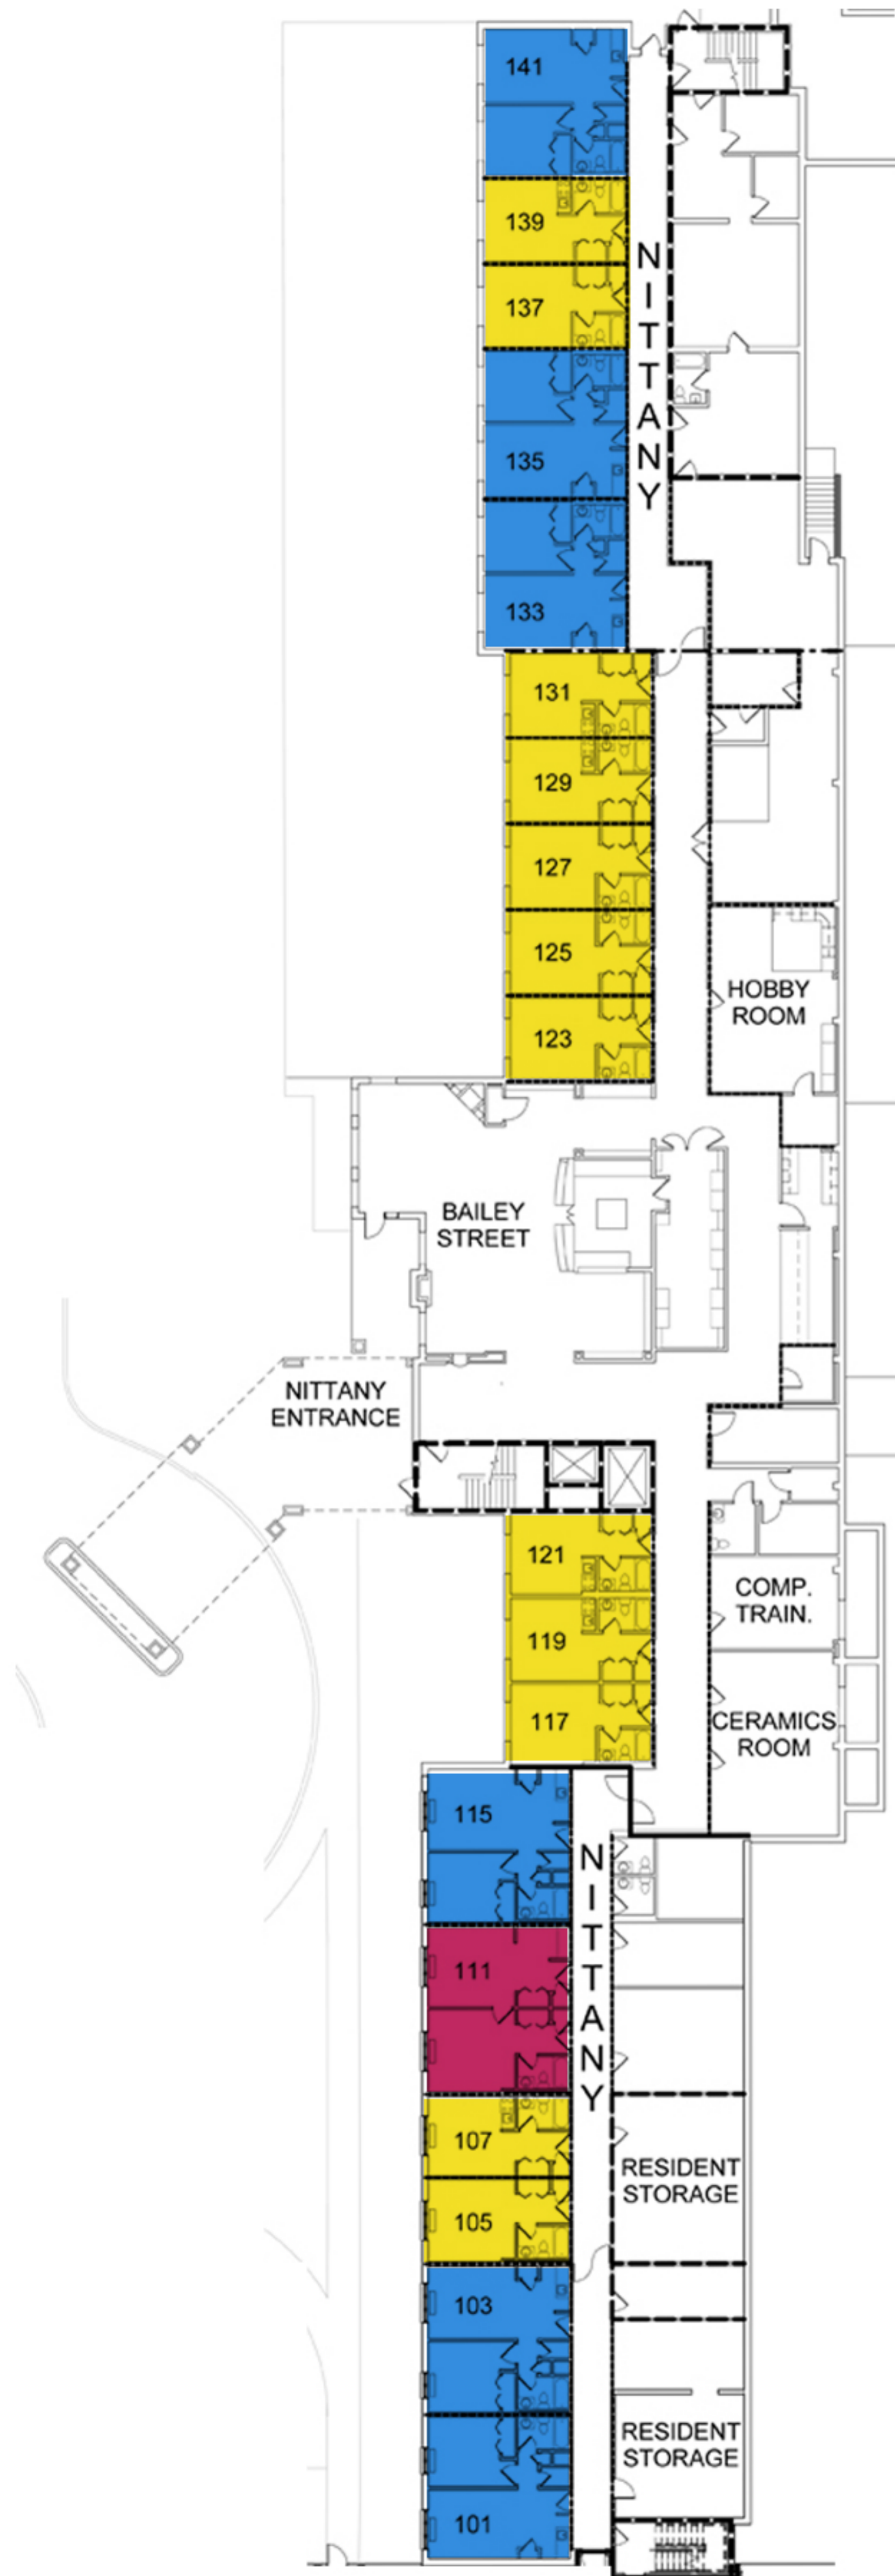 141
139
137
N
I
T
T
A
N
Y
135
133
131
129
127
125
123
HOBBY
ROOM
BAILEY
STREET
NITTANY
ENTRANCE
121
119
117
COMP.
TRAIN.
CERAMICS
ROOM
115
N
I
T
T
A
N
Y
111
107
105
103
101
RESIDENT
STORAGE
RESIDENT
STORAGE